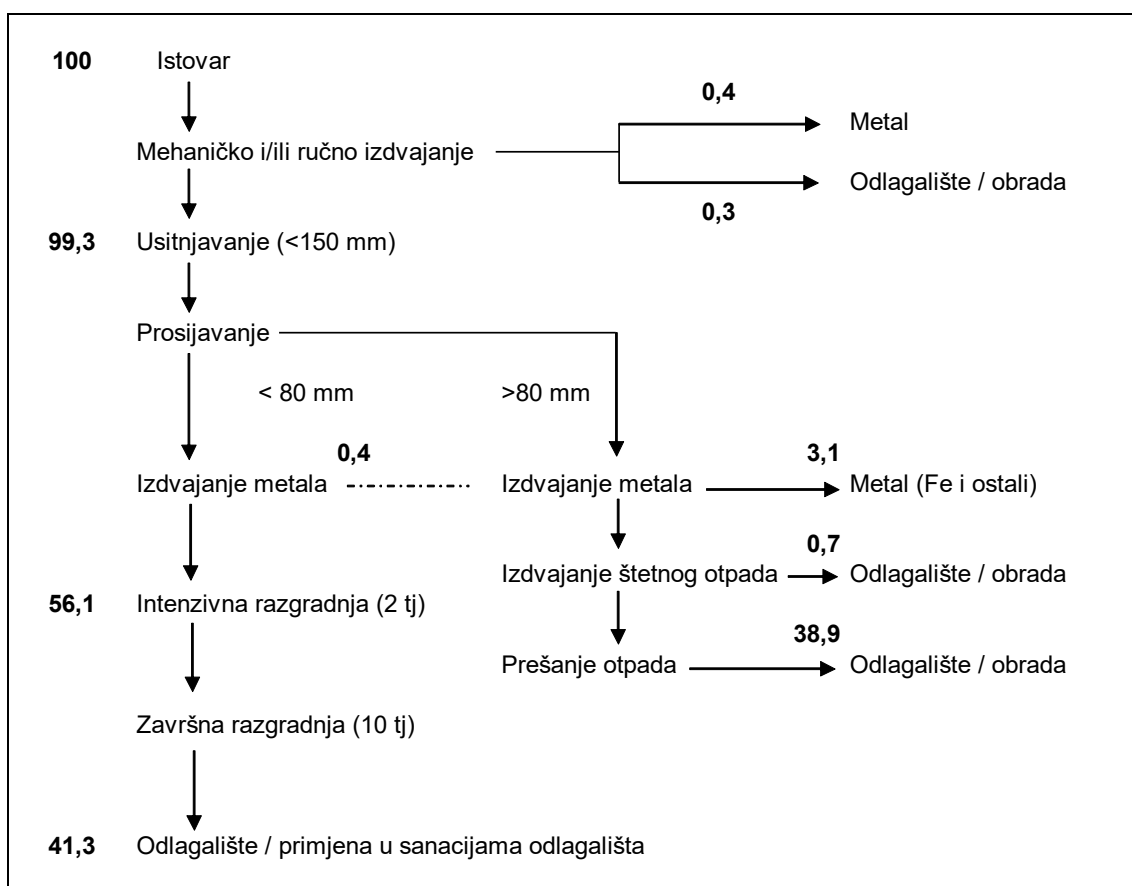 100 Istovar
0,4
Metal
Mehaničko i/ili ručno izdvajanje
Odlagalište / obrada
0,3
99,3 Usitnjavanje (<150 mm)
Prosijavanje
< 80 mm >80 mm
0,4 3,1
Izdvajanje metala Izdvajanje metala Metal (Fe i ostali)
0,7
Izdvajanje štetnog otpada Odlagalište / obrada
56,1 Intenzivna razgradnja (2 tj)
38,9
Prešanje otpada Odlagalište / obrada
Završna razgradnja (10 tj)
41,3 Odlagalište / primjena u sanacijama odlagališta